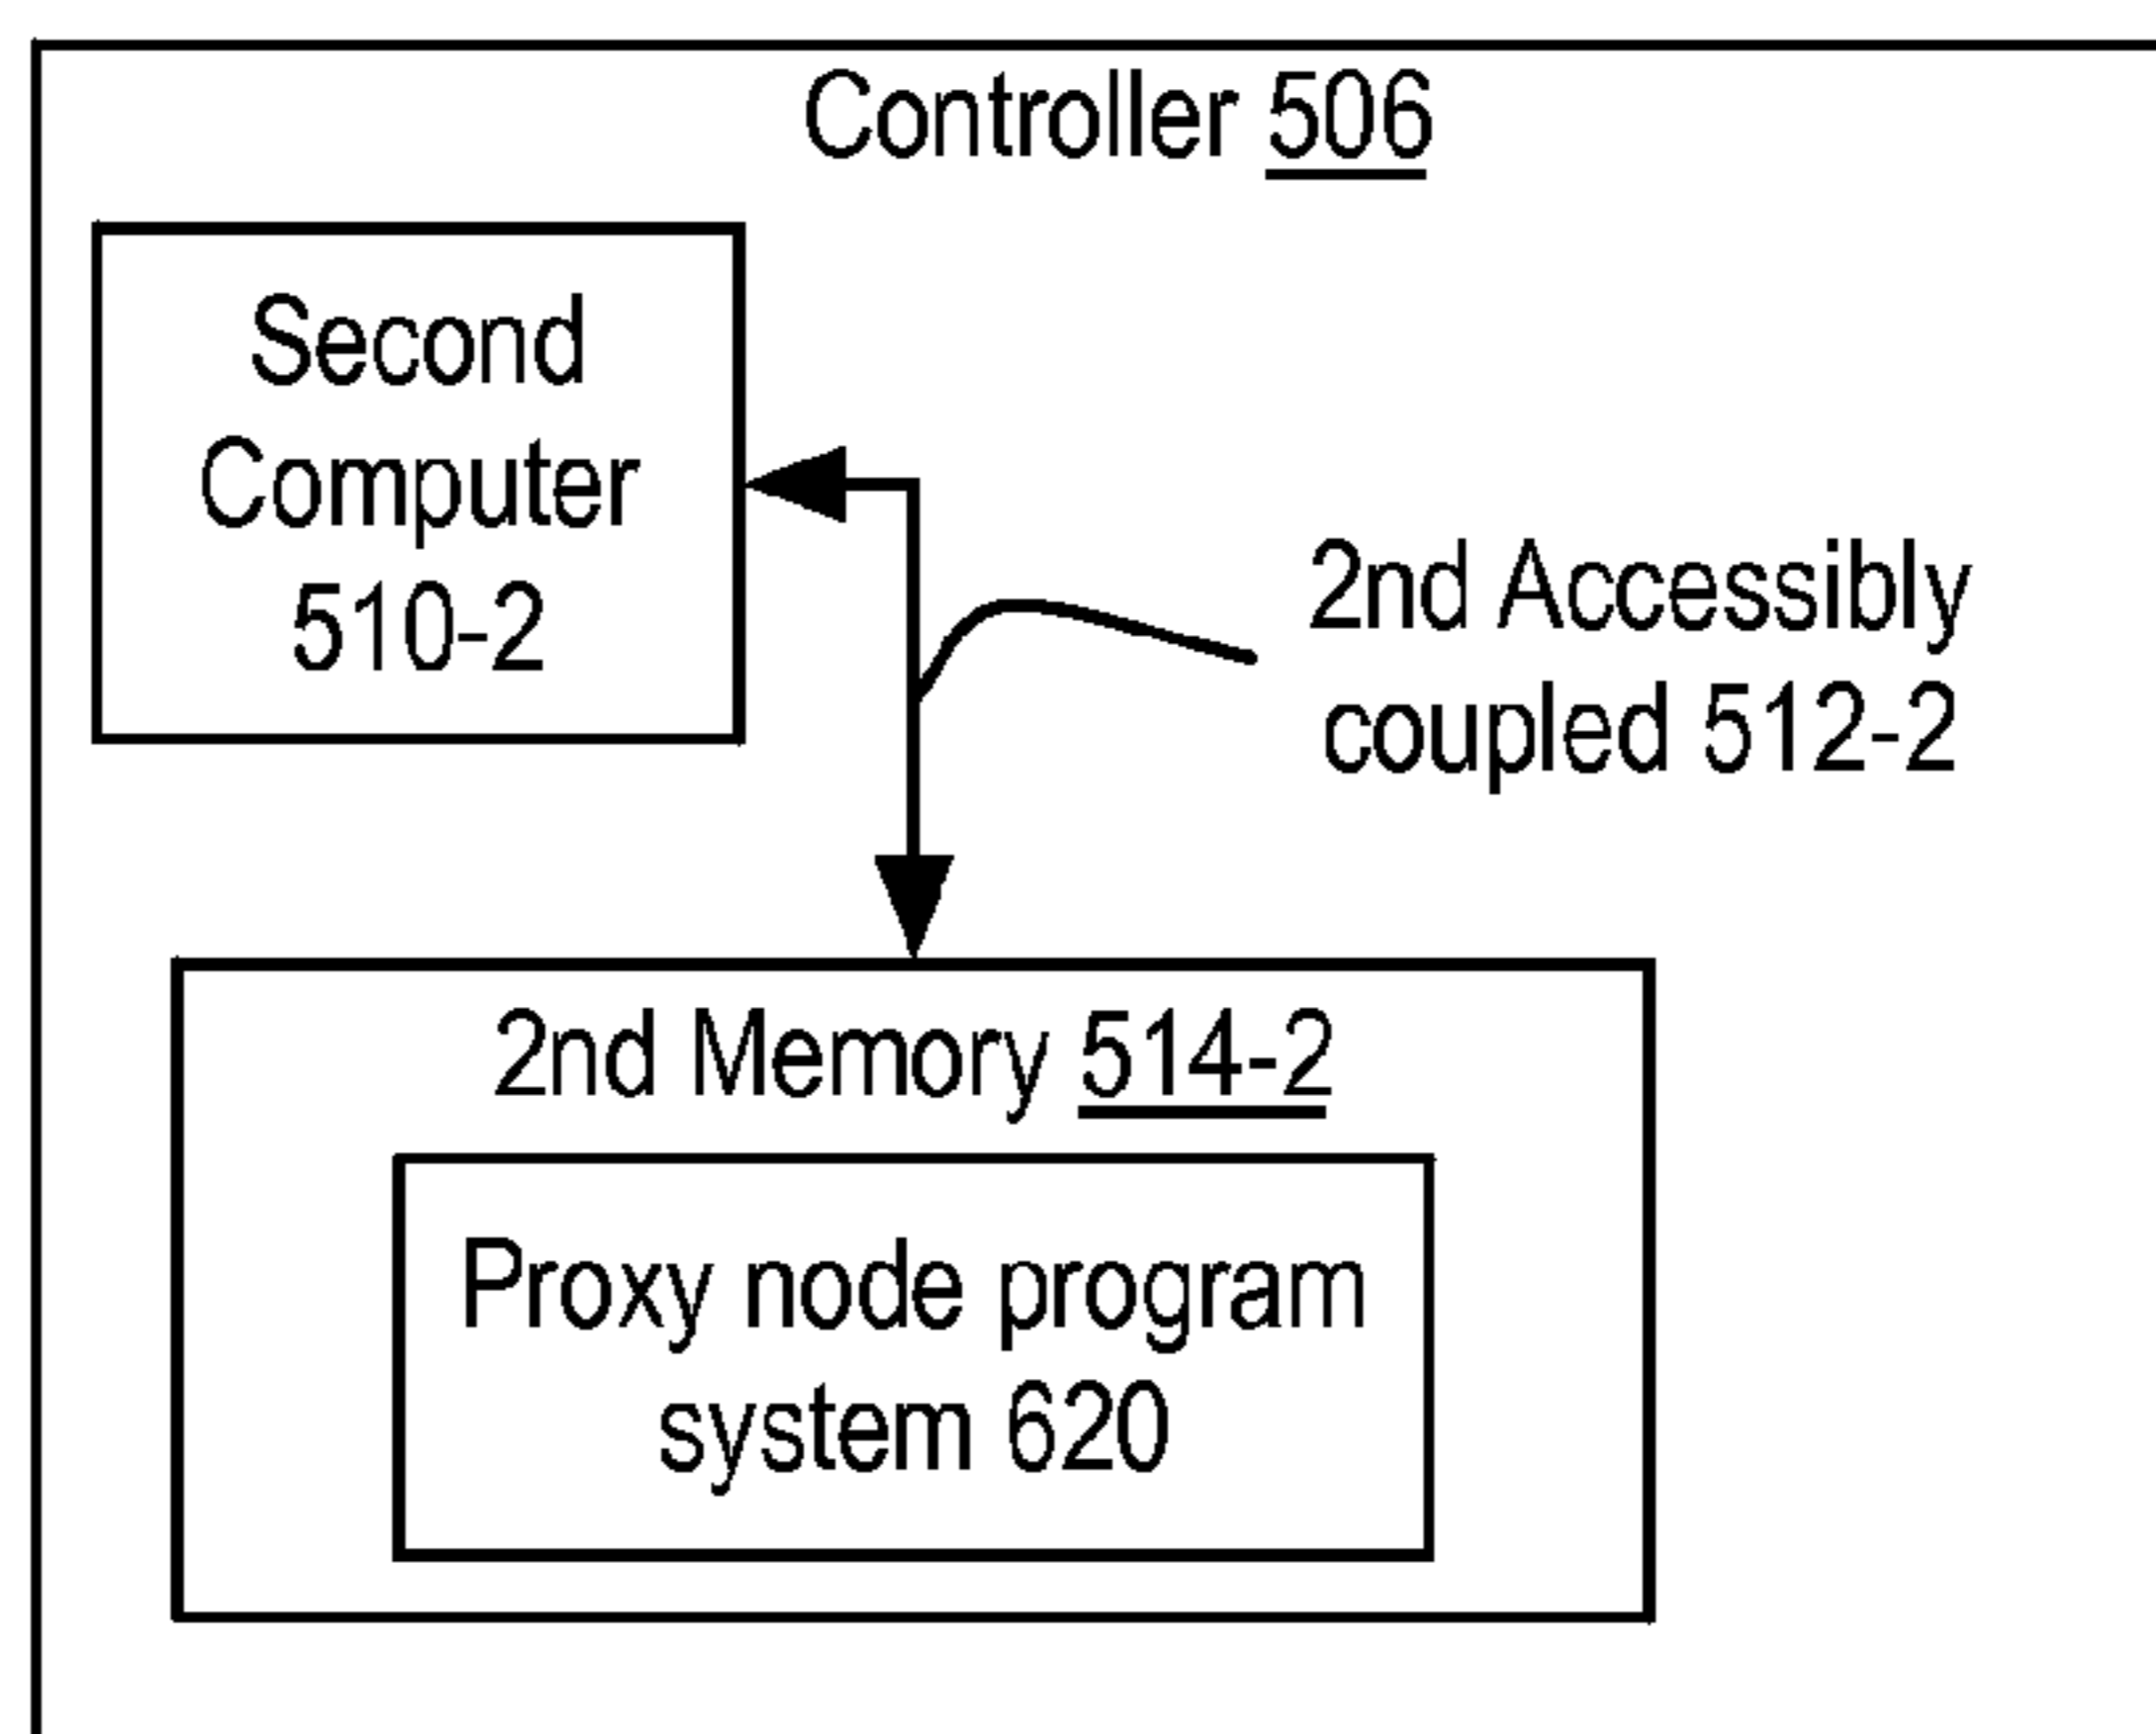 Controller 506
Second
Computer
510-2
2nd Accessibly
coupled 512-2
2nd Memory 514-2
Proxy node program
system 620